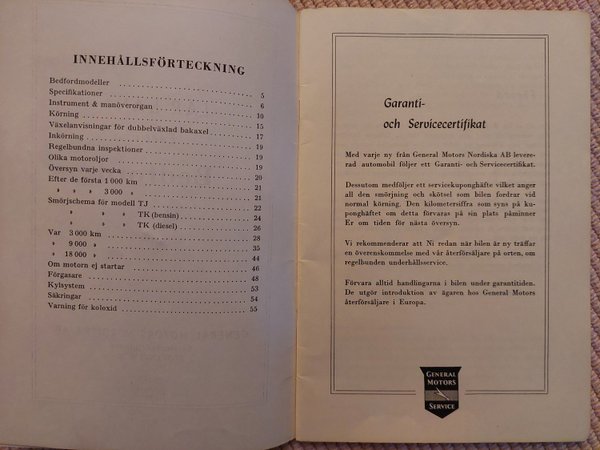 INNEHÅLLSFÖRTECKNING
Bedfordmodeller 5
Specifikationer 6
Instrument & manöverorgan 10
Körning 15
Växelanvisningar för dubbelväxlad bakaxel 17
Inkörning 19
Regelbundna inspektioner 19
Olika motoroljor 20
Översyn varje vecka 21
Efter de första 1 000 km 21
» » » 3 000 » 21
Smörjschema för modell TJ 22
» » » TK (bensin) 24
» » » TK (diesel) 26
Var 3 000 km 28
» 9 000 » 35
» 18 000 » 44
Om motorn ej startar 46
Förgasare 48
Kylsystem 53
Säkringar 54
Varning för koloxid 55
Garanti-
och Servicecertifikat
Med varje ny från General Motors Nordiska AB levere-
rad automobil följer ett Garanti- och Servicecertifikat.
Dessutom medföljer ett servicekuponghäfte vilket anger
all den smörjning och skötsel som bilen fordrar vid
normal körning. Den kilometersiffra som syns på ku-
ponghäftet om detta förvaras på sin plats påminner
Er om tiden för nästa översyn.
Vi rekommenderar att Ni redan när bilen är ny träffar
en överenskommelse med vår återförsäljare på orten, om
regelbunden underhållsservice.
Förvara alltid handlingarna i bilen under garantitiden.
De utgör introduktion av ägaren hos General Motors
återförsäljare i Europa.
GENERAL
MOTORS
SERVICE